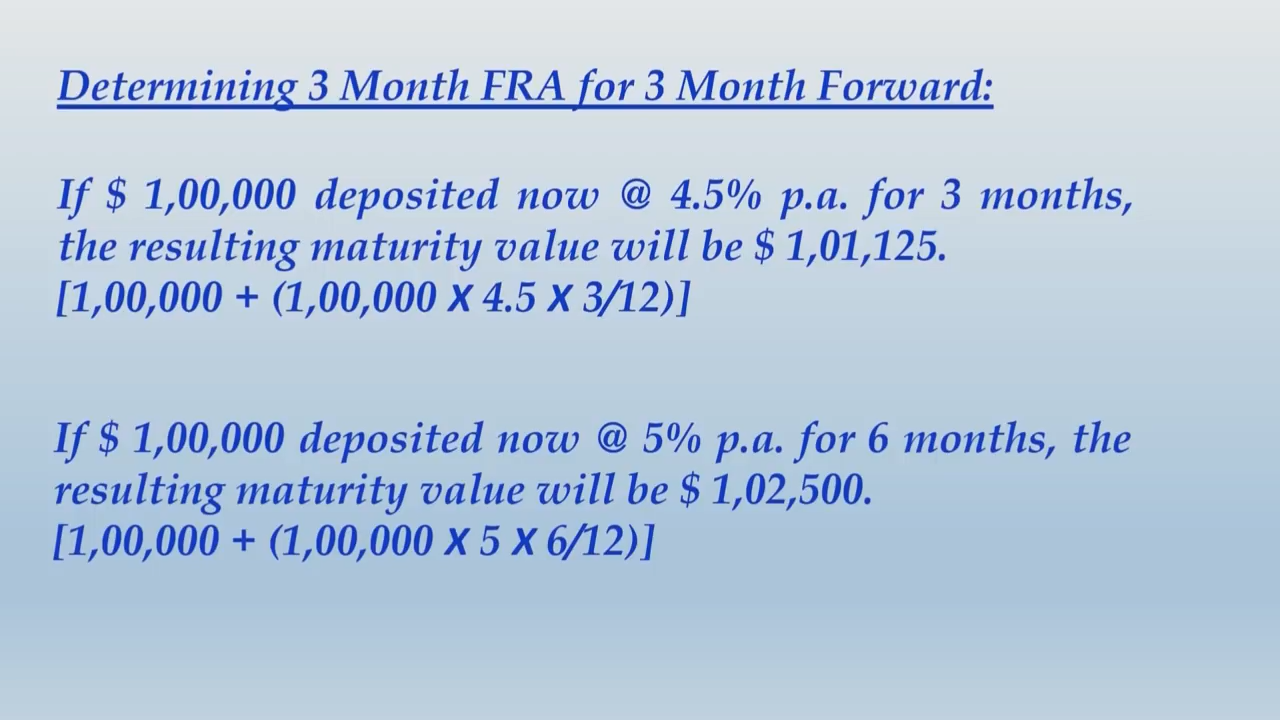 Determining 3 Month FRA for 3 Month Forward:
If $ 1,00,000 deposited now @ 4.5% p.a. for 3 months,
the resulting maturity value will be $ 1,01,125.
[1,00,000 + (1,00,000 X 4.5 X 3/12)]
If $ 1,00,000 deposited now @ 5% p.a. for 6 months, the
resulting maturity value will be $ 1,02,500.
[1,00,000 + (1,00,000 X 5 X 6/12)]